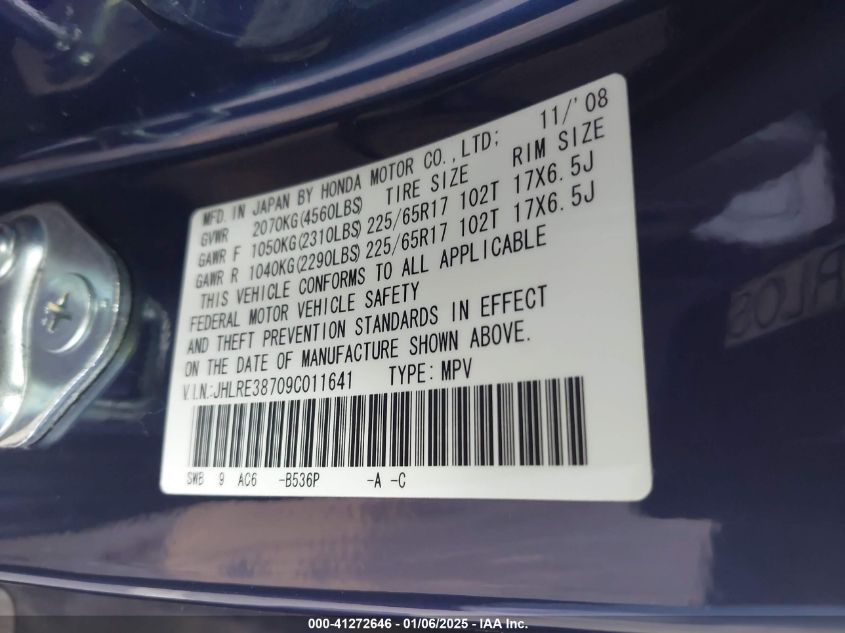 MFD. IN JAPAN BY HONDA MOTOR CO., LTD; 11/'08
GVWR 2070KG(4560LBS) TIRE SIZE RIM SIZE
GAWR F 1050KG(2310LBS) 225/65R17 102T 17X6.5J
GAWR R 1040KG(2290LBS) 225/65R17 102T 17X6.5J
THIS VEHICLE CONFORMS TO ALL APPLICABLE
FEDERAL MOTOR VEHICLE SAFETY
AND THEFT PREVENTION STANDARDS IN EFFECT
ON THE DATE OF MANUFACTURE SHOWN ABOVE.
V.I.N.:JHLRE38709C011641 TYPE: MPV
SWB 9 AC6 -B536P -A -C
000-41272646 - 01/06/2025 - IAA Inc.